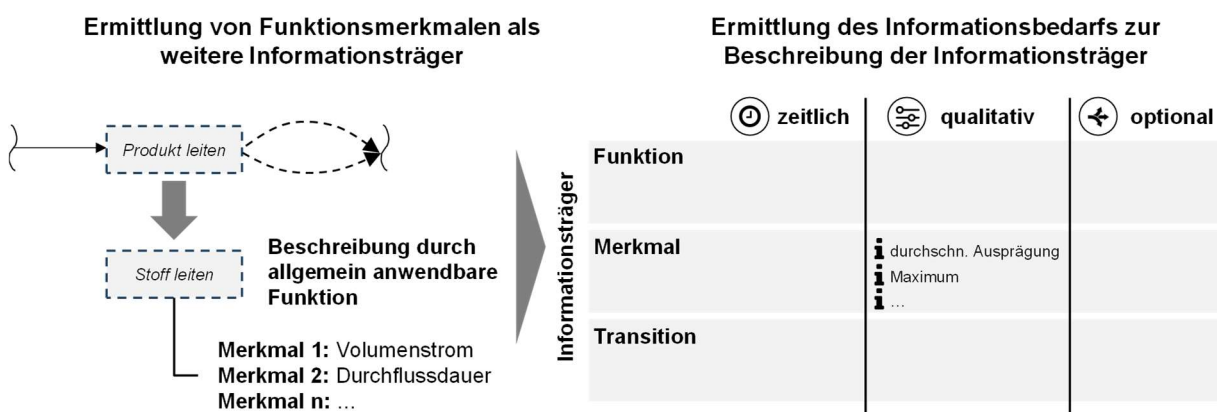 Ermittlung von Funktionsmerkmalen als
weitere Informationsträger
Produkt leiten
Stoff leiten
Beschreibung durch
allgemein anwendbare
Funktion
Merkmal 1: Volumenstrom
Merkmal 2: Durchflussdauer
Merkmal n: ...
Ermittlung des Informationsbedarfs zur
Beschreibung der Informationsträger
zeitlich
qualitativ
optional
Informationsträger
Funktion
Merkmal
i durchschn. Ausprägung
i Maximum
i ...
Transition